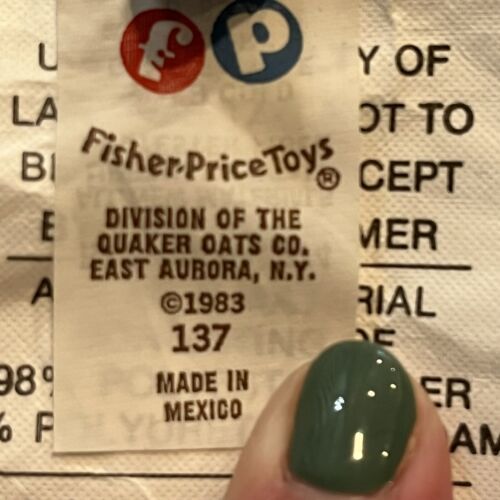 f p
Fisher-Price Toys®
DIVISION OF THE
QUAKER OATS CO.
EAST AURORA, N.Y.
©1983
137
MADE IN
MEXICO
Y OF
LA
OT TO
CEPT
MER
RIAL
98%
ER
% P
AM